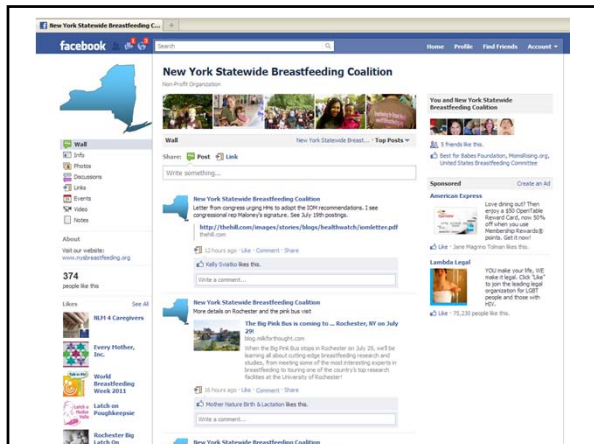 New York Statewide Breastfeeding C...
facebook
Search
Home Profile Find Friends Account
New York Statewide Breastfeeding Coalition
Non-Profit Organization
Wall
Info
Photos
Discussions
Links
Events
Video
Notes
About
Visit our website:
www.nysbreastfeeding.org
374
people like this
Likes See All
NLM 4 Caregivers
Every Mother,
Inc.
World
Breastfeeding
Week 2011
Latch on
Poughkeepsie
Rochester Big
Latch On
Wall New York Statewide Breast... · Top Posts
Share: Post Link
Write something...
New York Statewide Breastfeeding Coalition
Letter from congress urging HHs to adopt the IOM recommendations. I see
congressional rep Maloney's signature. See July 19th postings.
http://thehill.com/images/stories/blogs/healthwatch/iomletter.pdf
thehill.com
12 hours ago · Like · Comment · Share
Kelly Sviatko likes this.
Write a comment...
New York Statewide Breastfeeding Coalition
More details on Rochester and the pink bus visit
The Big Pink Bus is coming to ... Rochester, NY on July
29!
blog.milkforthought.com
When the Big Pink Bus stops in Rochester on July 29, we'll be
learning all about cutting edge breastfeeding research and
studies, from meeting some of the most interesting experts in
breastfeeding to touring one of the country's top research
facilities at the University of Rochester!
16 hours ago · Like · Comment · Share
Mother Nature Birth & Lactation likes this.
Write a comment...
New York Statewide Breastfeeding Coalition
You and New York Statewide
Breastfeeding Coalition
5 friends like this.
Best for Babes Foundation, MomsRising.org,
United States Breastfeeding Committee
Sponsored Create an Ad
American Express
Love dining out? Then
enjoy a $50 OpenTable
Reward Card, now 50%
off when you use
Membership Rewards®
points. Get it now!
Like · Jane Magrino Tolman likes this.
Lambda Legal
YOU make your life, WE
make it legal. Click "Like"
to join the leading legal
organization for LGBT
people and those with
HIV.
Like · 75,230 people like this.